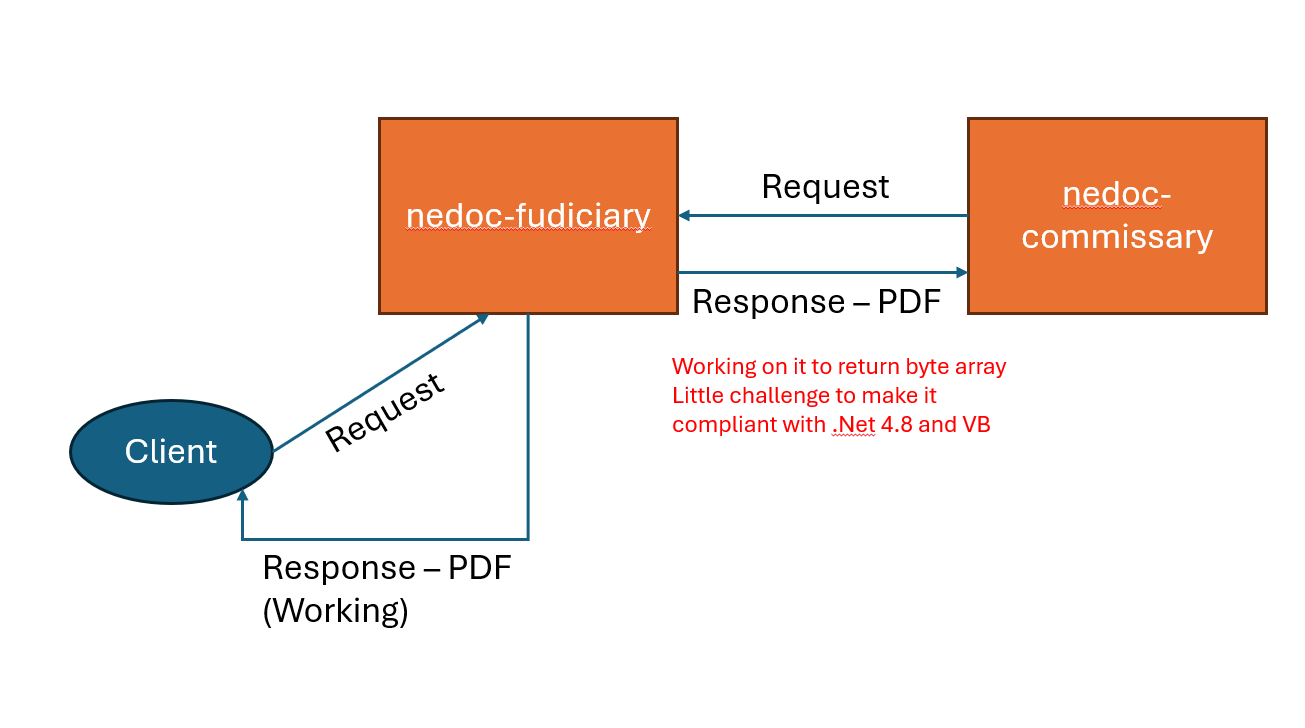 nedoc-fudiciary
Request
nedoc-
commissary
Response – PDF
Working on it to return byte array
Little challenge to make it
compliant with .Net 4.8 and VB
Request
Client
Response – PDF
(Working)